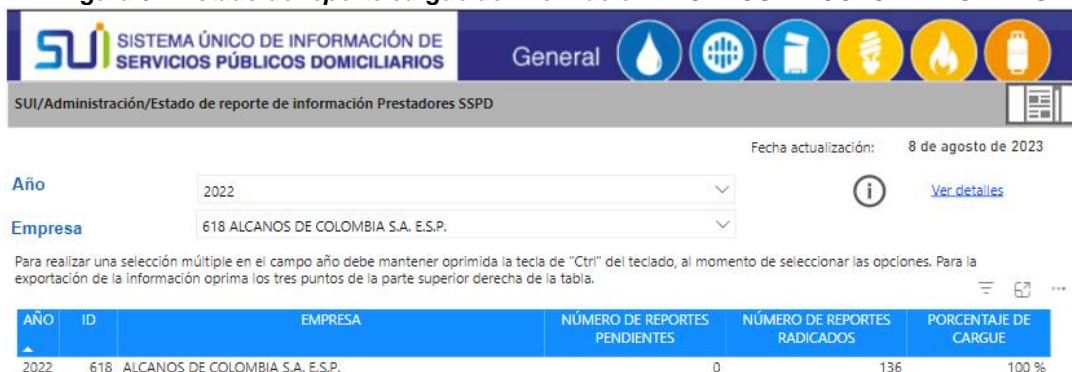 SUI SISTEMA ÚNICO DE INFORMACIÓN DE
SERVICIOS PÚBLICOS DOMICILIARIOS
General
SUI/Administración/Estado de reporte de información Prestadores SSPD
Fecha actualización: 8 de agosto de 2023
Año 2022
Ver detalles
Empresa 618 ALCANOS DE COLOMBIA S.A. E.S.P.
Para realizar una selección múltiple en el campo año debe mantener oprimida la tecla de "Ctrl" del teclado, al momento de seleccionar las opciones. Para la
exportación de la información oprima los tres puntos de la parte superior derecha de la tabla.
AÑO ID EMPRESA NÚMERO DE REPORTES PENDIENTES NÚMERO DE REPORTES RADICADOS PORCENTAJE DE CARGUE
2022 618 ALCANOS DE COLOMBIA S.A. E.S.P. 0 136 100 %